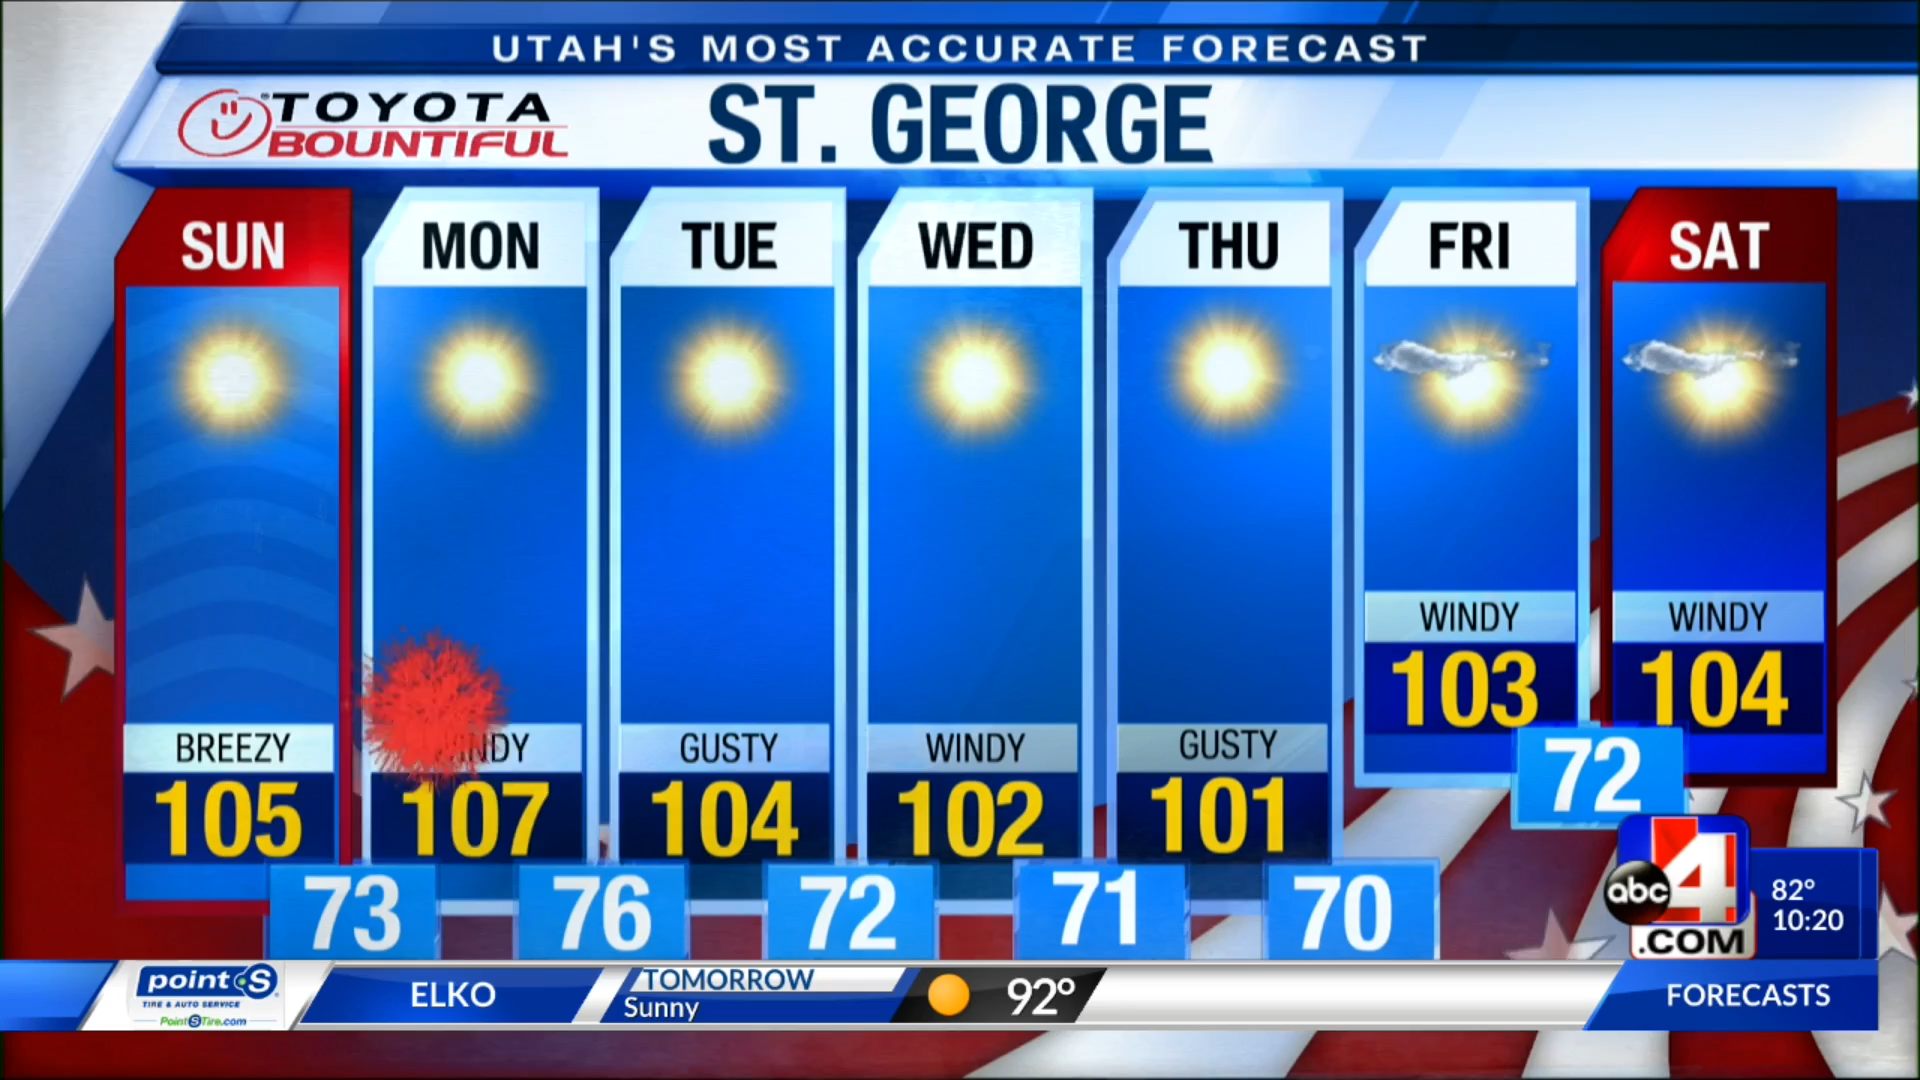 UTAH'S MOST ACCURATE FORECAST
TOYOTA
BOUNTIFUL
ST. GEORGE
SUN MON TUE WED THU FRI SAT
BREEZY GUSTY WINDY GUSTY WINDY WINDY
105 107 104 102 101 103 104
73 76 72 71 70 72
abc 4
.COM
82°
10:20
point S
TIRE & AUTO SERVICE
PointSTire.com
ELKO
TOMORROW
Sunny
92°
FORECASTS